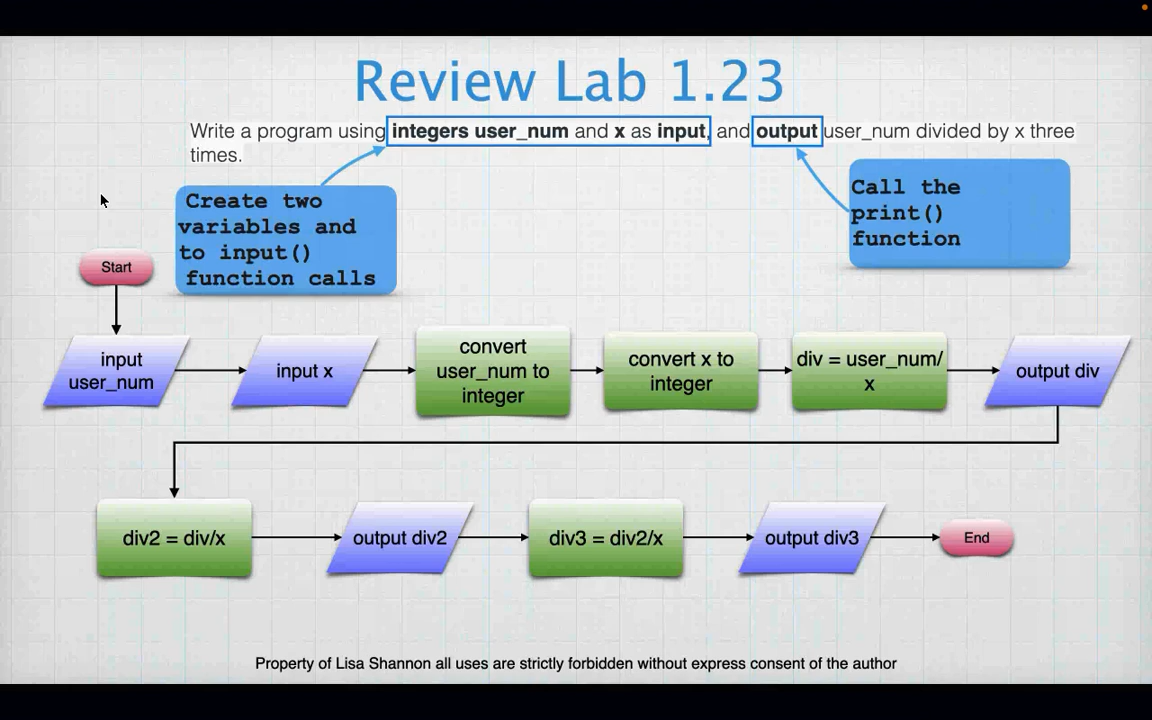 Review Lab 1.23
Write a program using integers user_num and x as input, and output user_num divided by x three
times.
Create two
variables and
to input()
function calls
Call the
print()
function
Start
input
user_num
input x
convert
user_num to
integer
convert x to
integer
div = user_num/
x
output div
div2 = div/x
output div2
div3 = div2/x
output div3
End
Property of Lisa Shannon all uses are strictly forbidden without express consent of the author